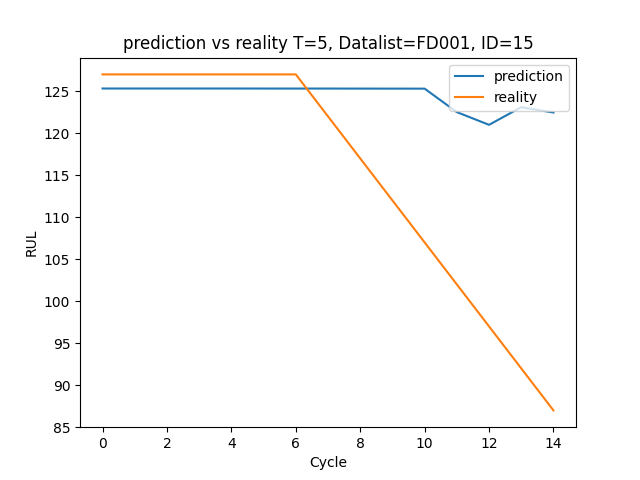 prediction vs reality T=5, Datalist=FD001, ID=15
prediction
reality
125
120
115
110
105
100
95
90
85
RUL
0 2 4 6 8 10 12 14
Cycle